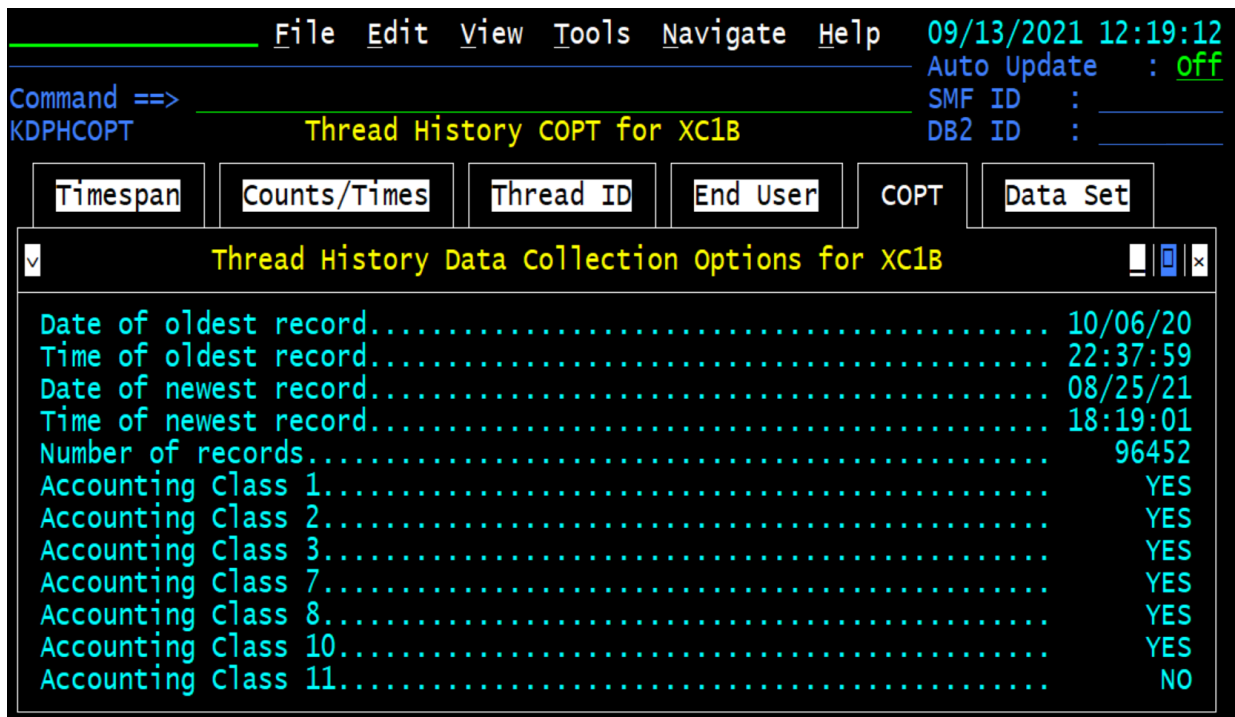 File Edit View Tools Navigate Help 09/13/2021 12:19:12
Auto Update : Off
Command ==> SMF ID :
KDPHCOPT Thread History COPT for XC1B DB2 ID :
Timespan Counts/Times Thread ID End User COPT Data Set
Thread History Data Collection Options for XC1B
Date of oldest record............................................ 10/06/20
Time of oldest record............................................ 22:37:59
Date of newest record............................................ 08/25/21
Time of newest record............................................ 18:19:01
Number of records................................................ 96452
Accounting Class 1............................................... YES
Accounting Class 2............................................... YES
Accounting Class 3............................................... YES
Accounting Class 7............................................... YES
Accounting Class 8............................................... YES
Accounting Class 10.............................................. YES
Accounting Class 11.............................................. NO